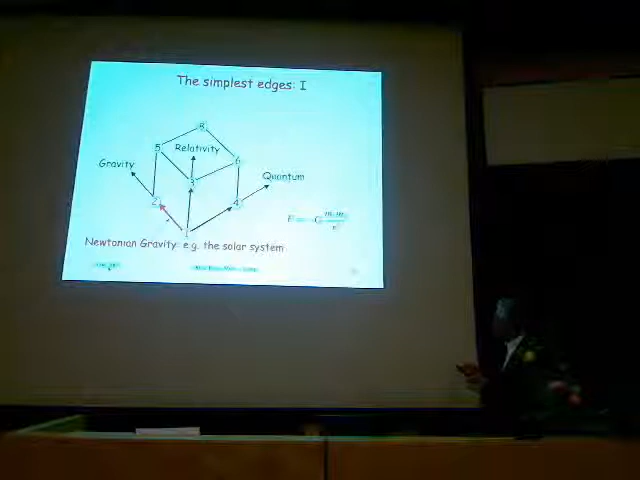 The simplest edges: I
8
5
Relativity
6
Gravity
3
Quantum
2
4
1
Newtonian Gravity: e.g. the solar system